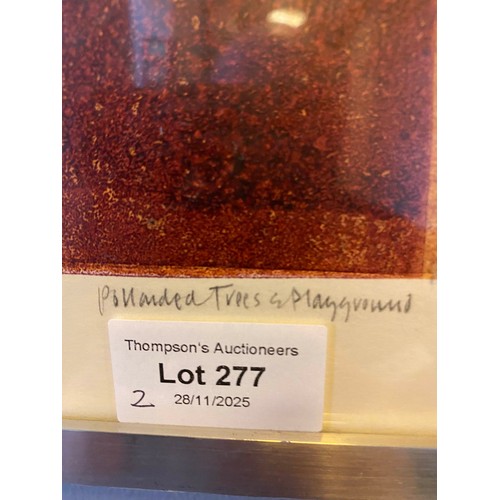 Pollarded Trees & Playground
Thompson's Auctioneers
Lot 277
2 28/11/2025